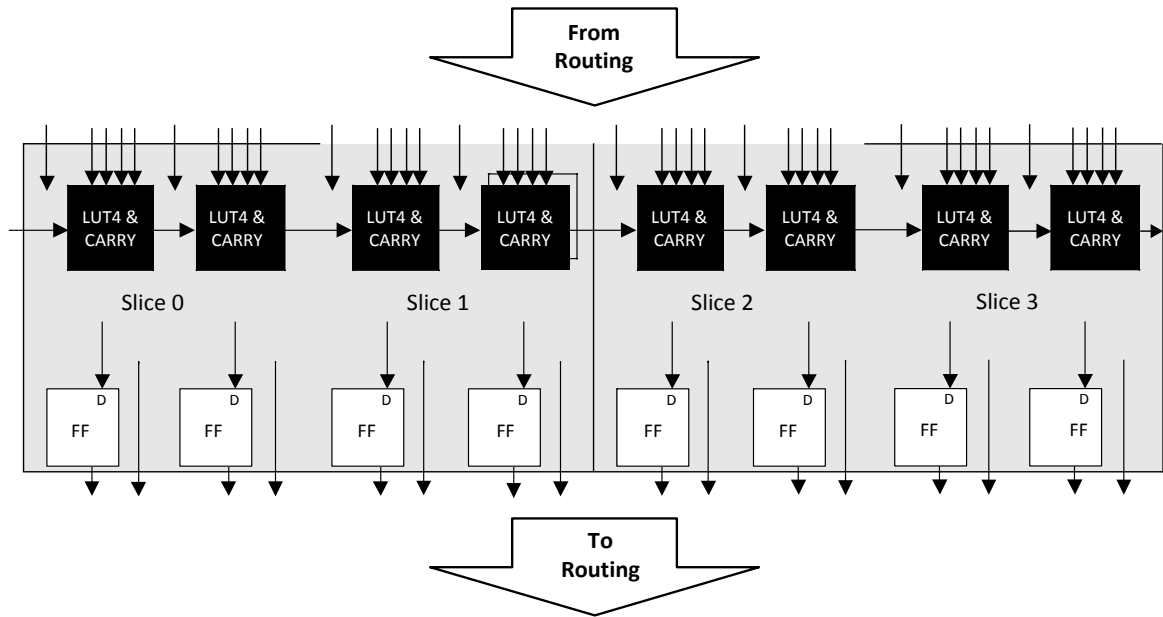 From
Routing
LUT4 &
CARRY
LUT4 &
CARRY
LUT4 &
CARRY
LUT4 &
CARRY
LUT4 &
CARRY
LUT4 &
CARRY
LUT4 &
CARRY
LUT4 &
CARRY
Slice 0
Slice 1
Slice 2
Slice 3
D
FF
D
FF
D
FF
D
FF
D
FF
D
FF
D
FF
D
FF
To
Routing